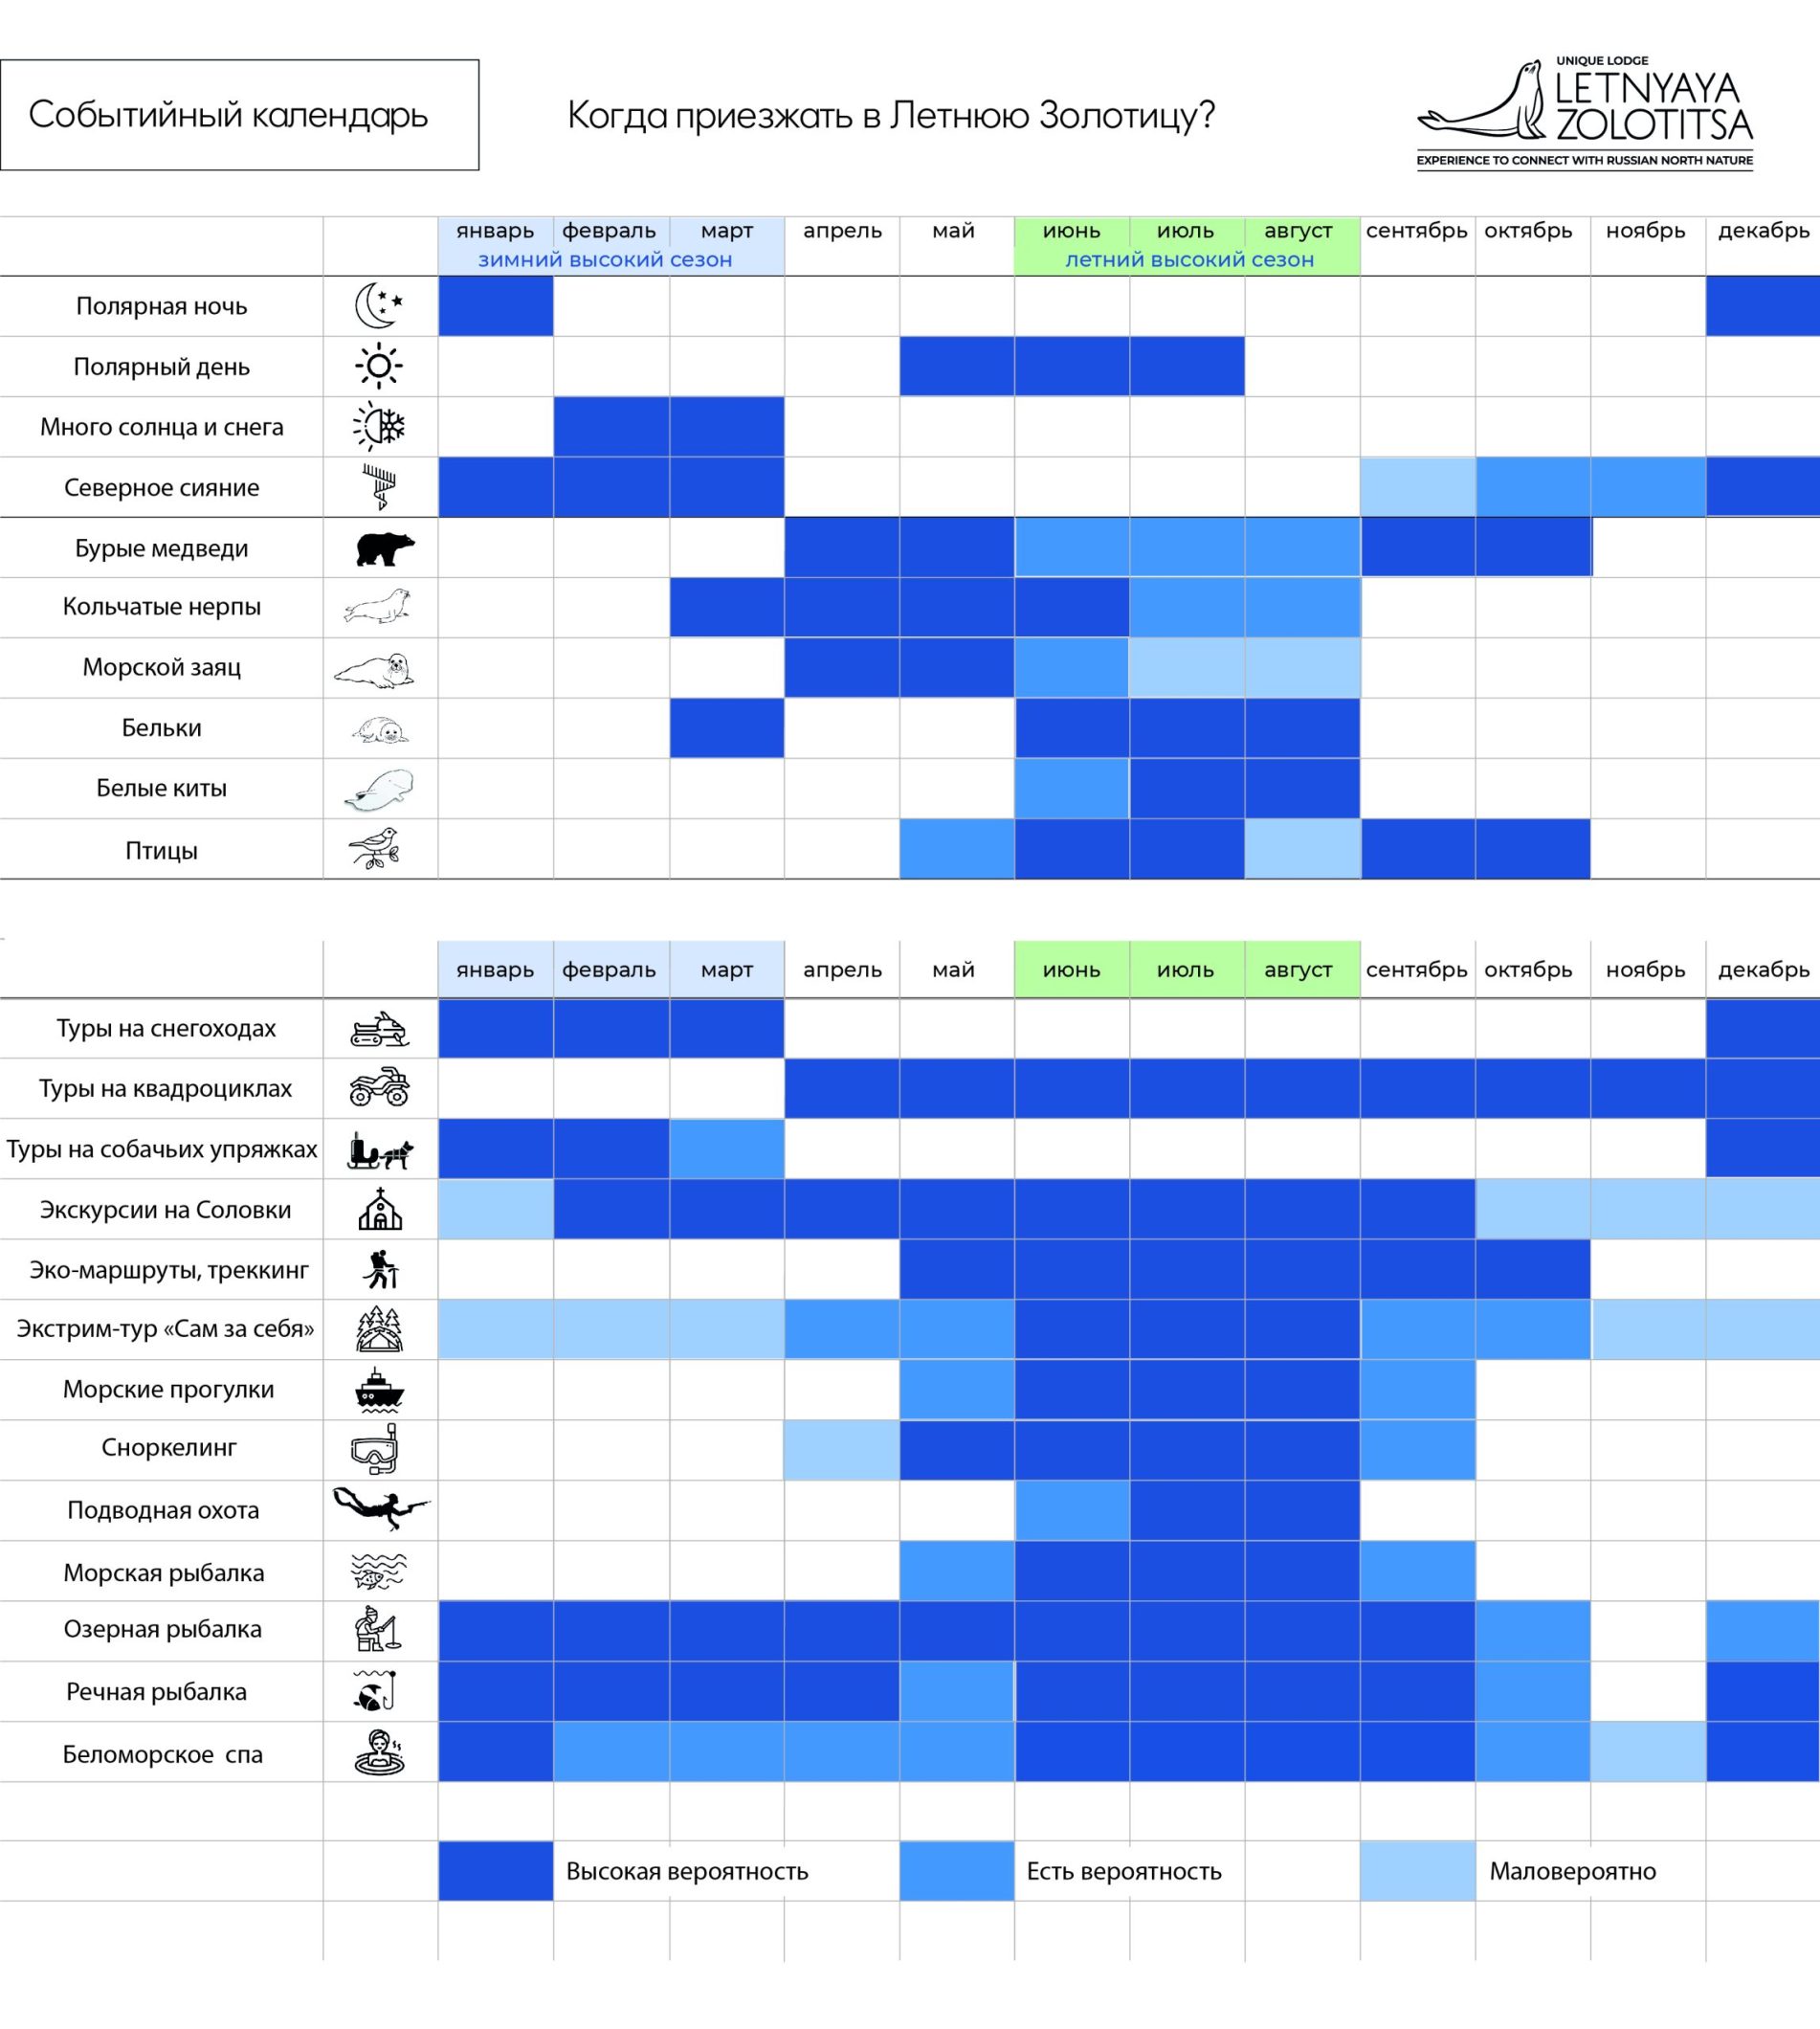 Событийный календарь
Когда приезжать в Летнюю Золотицу?
UNIQUE LODGE
LETNYAYA
ZOLOTITSA
EXPERIENCE TO CONNECT WITH RUSSIAN NORTH NATURE
январь февраль март апрель май июнь июль август сентябрь октябрь ноябрь декабрь
зимний высокий сезон летний высокий сезон
Полярная ночь
Полярный день
Много солнца и снега
Северное сияние
Бурые медведи
Кольчатые нерпы
Морской заяц
Бельки
Белые киты
Птицы
январь февраль март апрель май июнь июль август сентябрь октябрь ноябрь декабрь
Туры на снегоходах
Туры на квадроциклах
Туры на собачьих упряжках
Экскурсии на Соловки
Эко-маршруты, треккинг
Экстрим-тур «Сам за себя»
Морские прогулки
Сноркелинг
Подводная охота
Морская рыбалка
Озерная рыбалка
Речная рыбалка
Беломорское спа
Высокая вероятность Есть вероятность Маловероятно